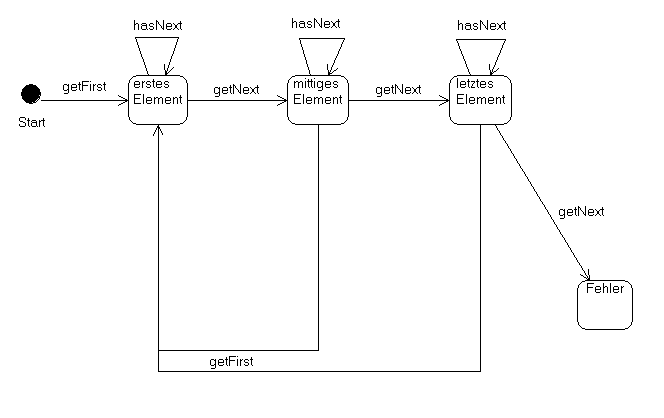 hasNext
hasNext
hasNext
getFirst
erstes
Element
getNext
mittiges
Element
getNext
letztes
Element
Start
getNext
Fehler
getFirst